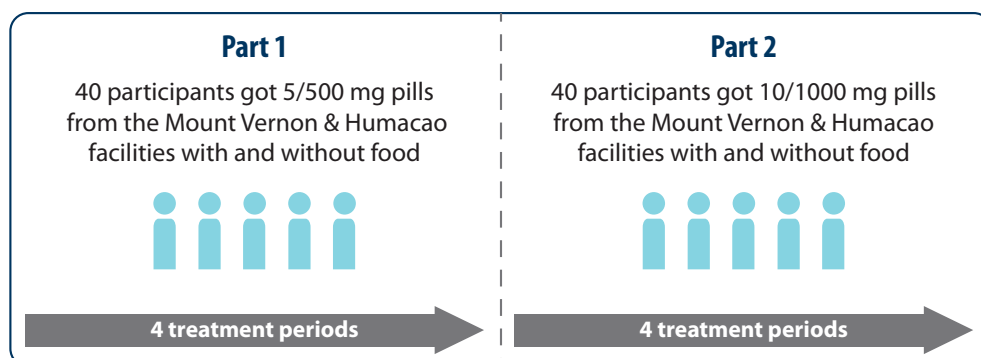 Part 1
40 participants got 5/500 mg pills
from the Mount Vernon & Humacao
facilities with and without food
4 treatment periods
Part 2
40 participants got 10/1000 mg pills
from the Mount Vernon & Humacao
facilities with and without food
4 treatment periods